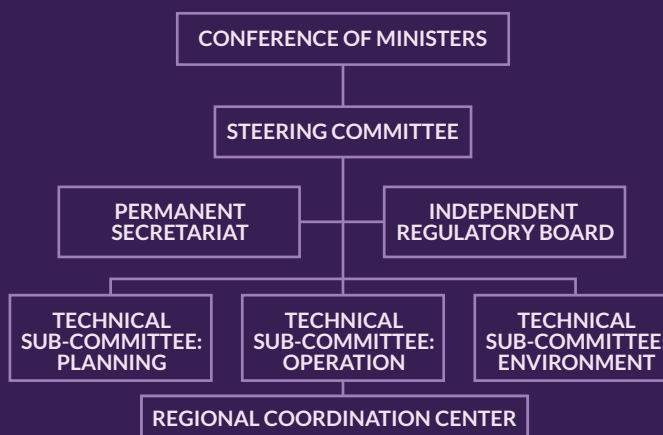 CONFERENCE OF MINISTERS
STEERING COMMITTEE
PERMANENT
SECRETARIAT
INDEPENDENT
REGULATORY BOARD
TECHNICAL
SUB-COMMITTEE:
PLANNING
TECHNICAL
SUB-COMMITTEE:
OPERATION
TECHNICAL
SUB-COMMITTEE
ENVIRONMENT
REGIONAL COORDINATION CENTER